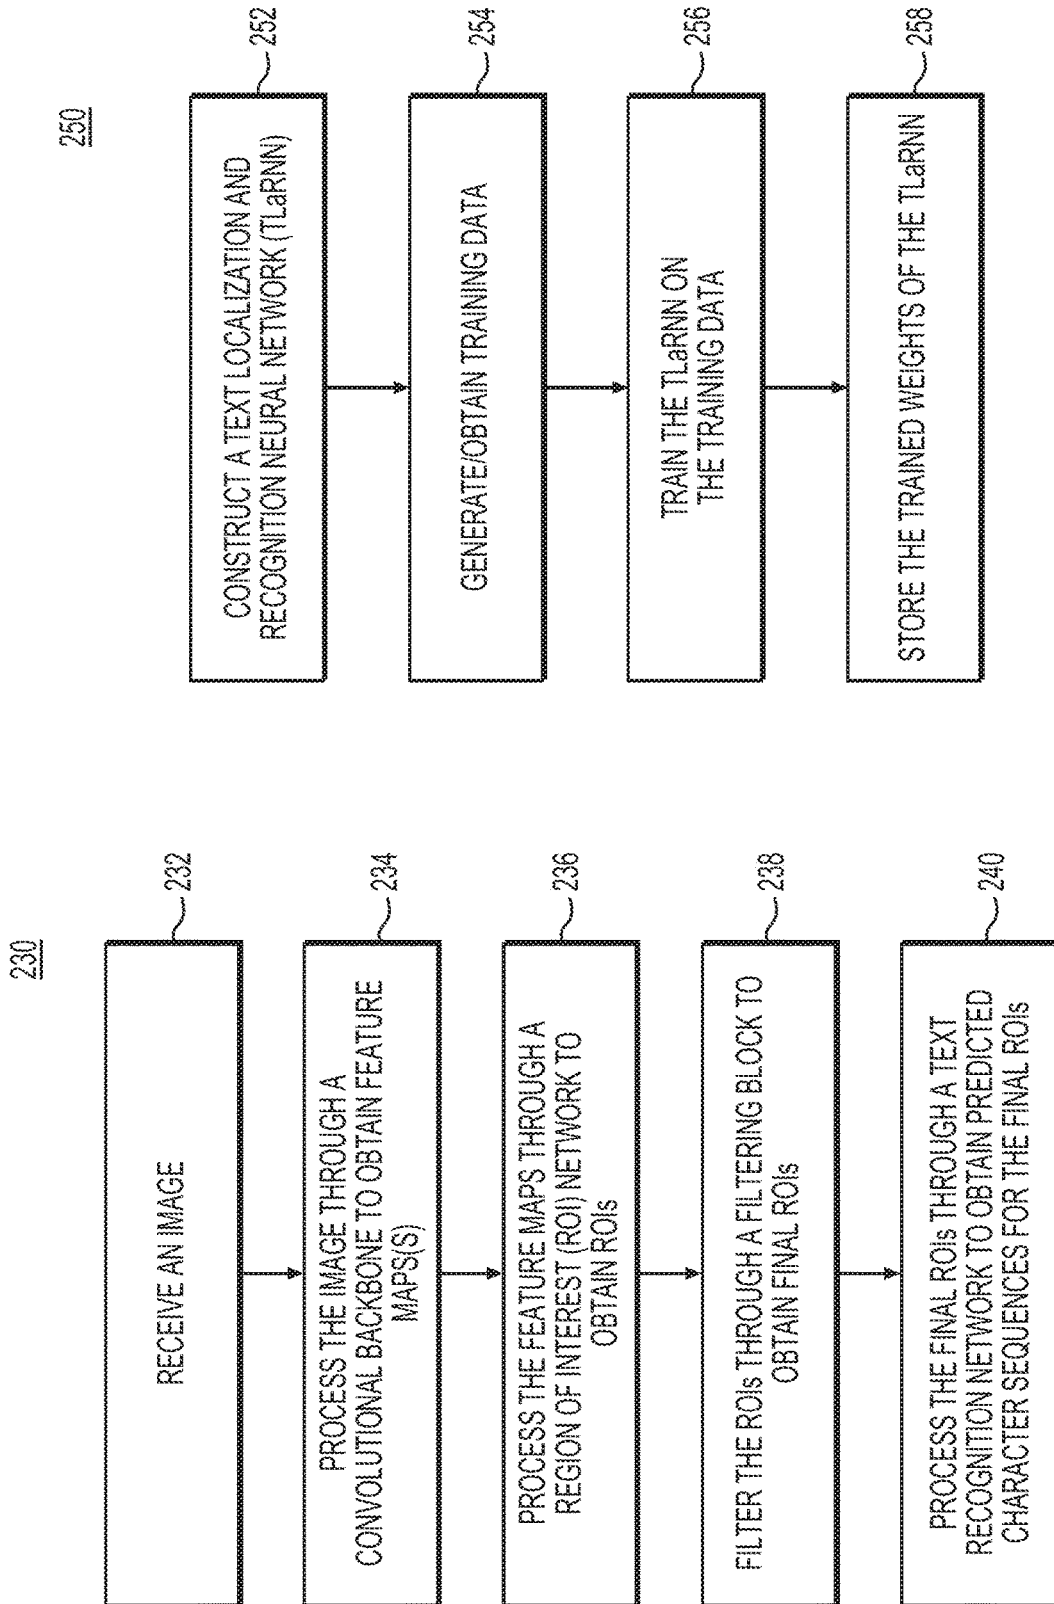 230
RECEIVE AN IMAGE
232
PROCESS THE IMAGE THROUGH A
CONVOLUTIONAL BACKBONE TO OBTAIN FEATURE
MAPS(S)
234
PROCESS THE FEATURE MAPS THROUGH A
REGION OF INTEREST (ROI) NETWORK TO
OBTAIN ROIs
236
FILTER THE ROIs THROUGH A FILTERING BLOCK TO
OBTAIN FINAL ROIs
238
PROCESS THE FINAL ROIs THROUGH A TEXT
RECOGNITION NETWORK TO OBTAIN PREDICTED
CHARACTER SEQUENCES FOR THE FINAL ROIs
240
250
CONSTRUCT A TEXT LOCALIZATION AND
RECOGNITION NEURAL NETWORK (TLaRNN)
252
GENERATE/OBTAIN TRAINING DATA
254
TRAIN THE TLaRNN ON
THE TRAINING DATA
256
STORE THE TRAINED WEIGHTS OF THE TLaRNN
258